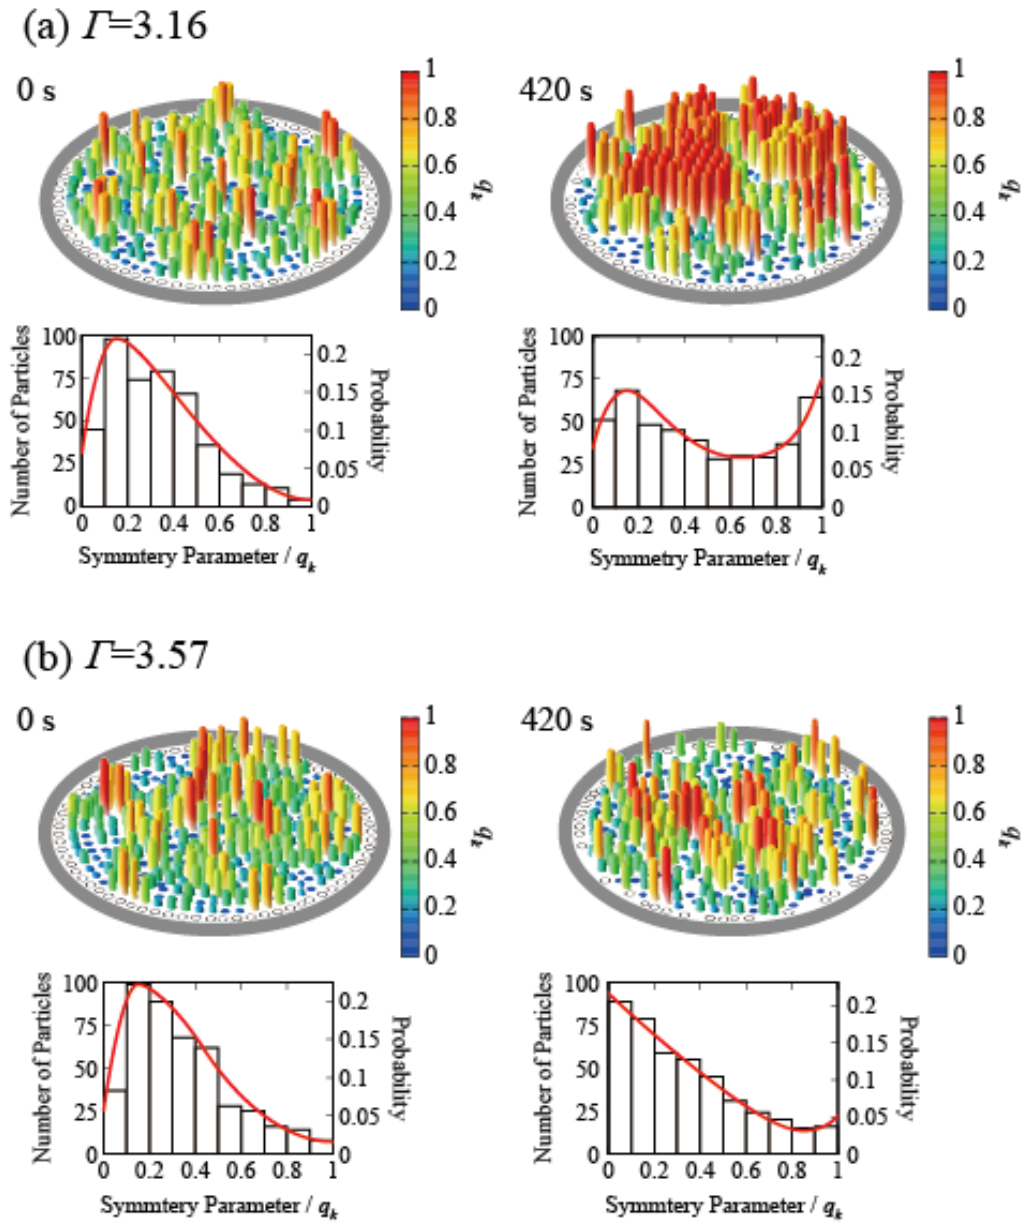 (a) Γ=3.16
0 s
420 s
1
0.8
0.6
0.4
0.2
0
q_k
1
0.8
0.6
0.4
0.2
0
q_k
Number of Particles
100
75
50
25
0
0.2
0.15
0.1
0.05
0
Probability
0 0.2 0.4 0.6 0.8 1
Symmtery Parameter / q_k
Number of Particles
100
75
50
25
0
0.2
0.15
0.1
0.05
0
Probability
0 0.2 0.4 0.6 0.8 1
Symmetry Parameter / q_k
(b) Γ=3.57
0 s
420 s
1
0.8
0.6
0.4
0.2
0
q_k
1
0.8
0.6
0.4
0.2
0
q_k
Number of Particles
100
75
50
25
0
0.2
0.15
0.1
0.05
0
Probability
0 0.2 0.4 0.6 0.8 1
Symmtery Parameter / q_k
Number of Particles
100
75
50
25
0
0.2
0.15
0.1
0.05
0
Probability
0 0.2 0.4 0.6 0.8 1
Symmtery Parameter / q_k